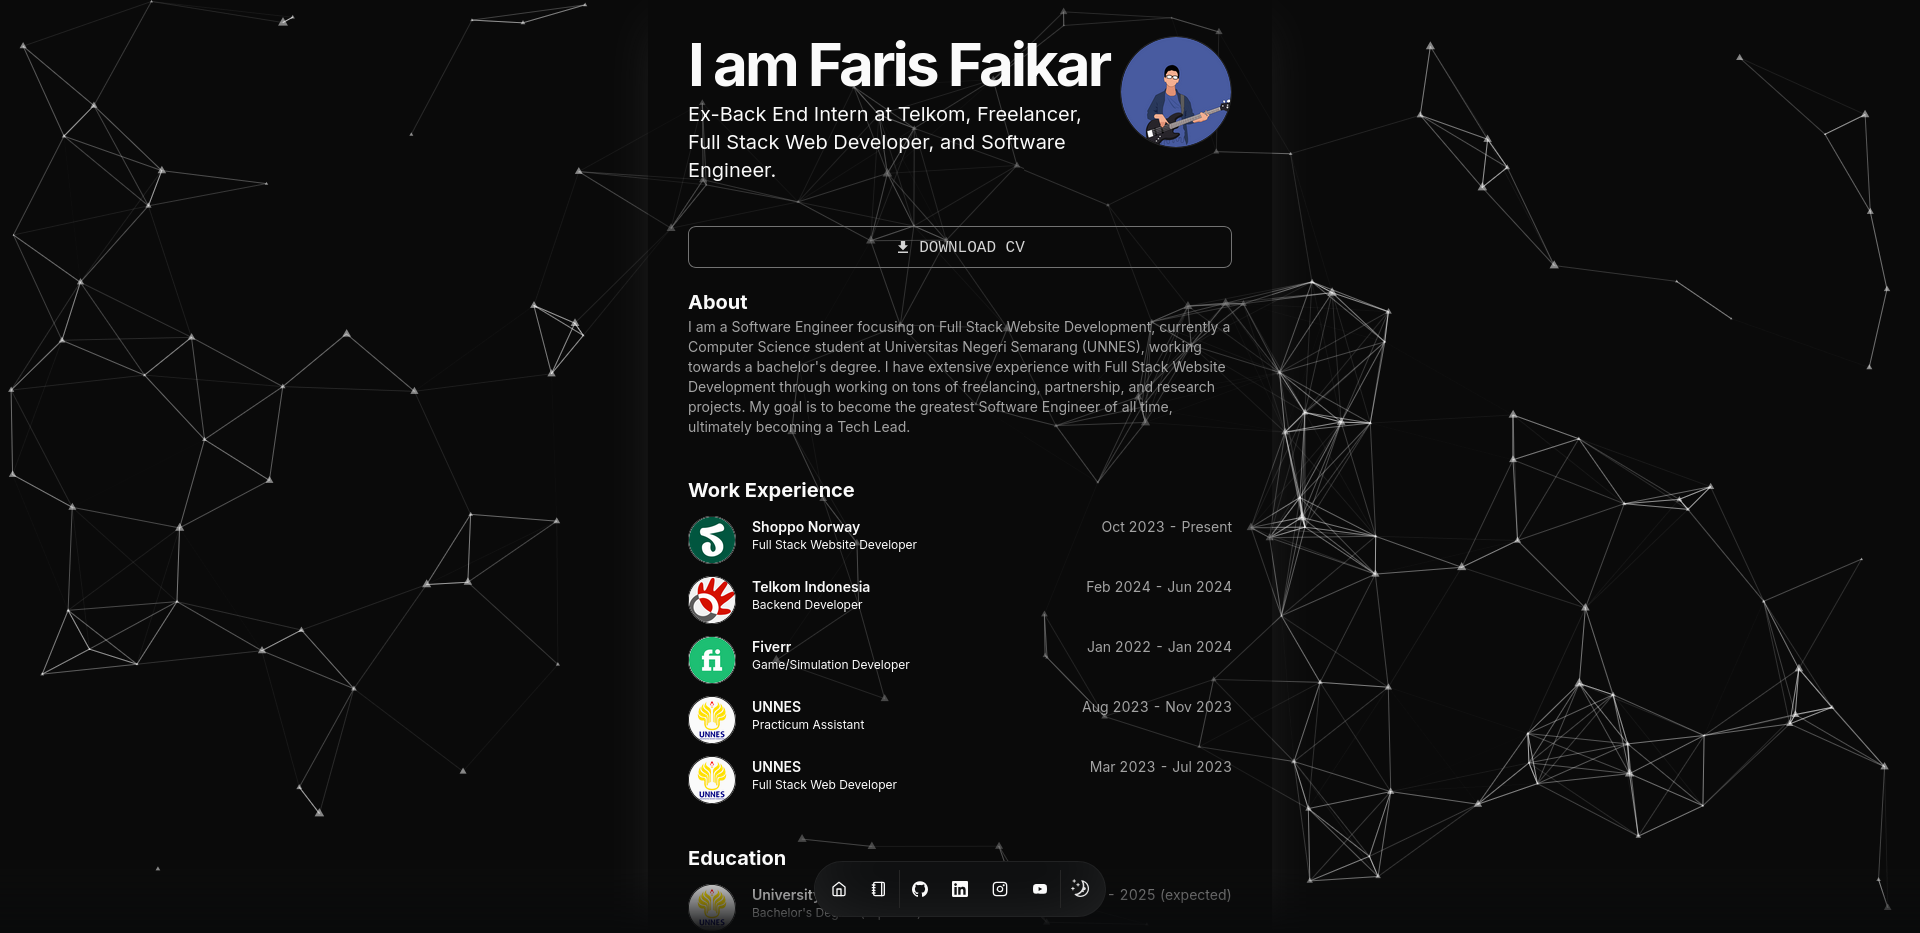 I am Faris Faikar
Ex-Back End Intern at Telkom, Freelancer,
Full Stack Web Developer, and Software
Engineer.
DOWNLOAD CV
About
I am a Software Engineer focusing on Full Stack Website Development, currently a
Computer Science student at Universitas Negeri Semarang (UNNES), working
towards a bachelor's degree. I have extensive experience with Full Stack Website
Development through working on tons of freelancing, partnership, and research
projects. My goal is to become the greatest Software Engineer of all time,
ultimately becoming a Tech Lead.
Work Experience
Shoppo Norway
Oct 2023 - Present
Full Stack Website Developer
Telkom Indonesia
Feb 2024 - Jun 2024
Backend Developer
fi
Fiverr
Jan 2022 - Jan 2024
Game/Simulation Developer
UNNES
UNNES
Aug 2023 - Nov 2023
Practicum Assistant
UNNES
UNNES
Mar 2023 - Jul 2023
Full Stack Web Developer
Education
UNNES
University
- 2025 (expected)
Bachelor's